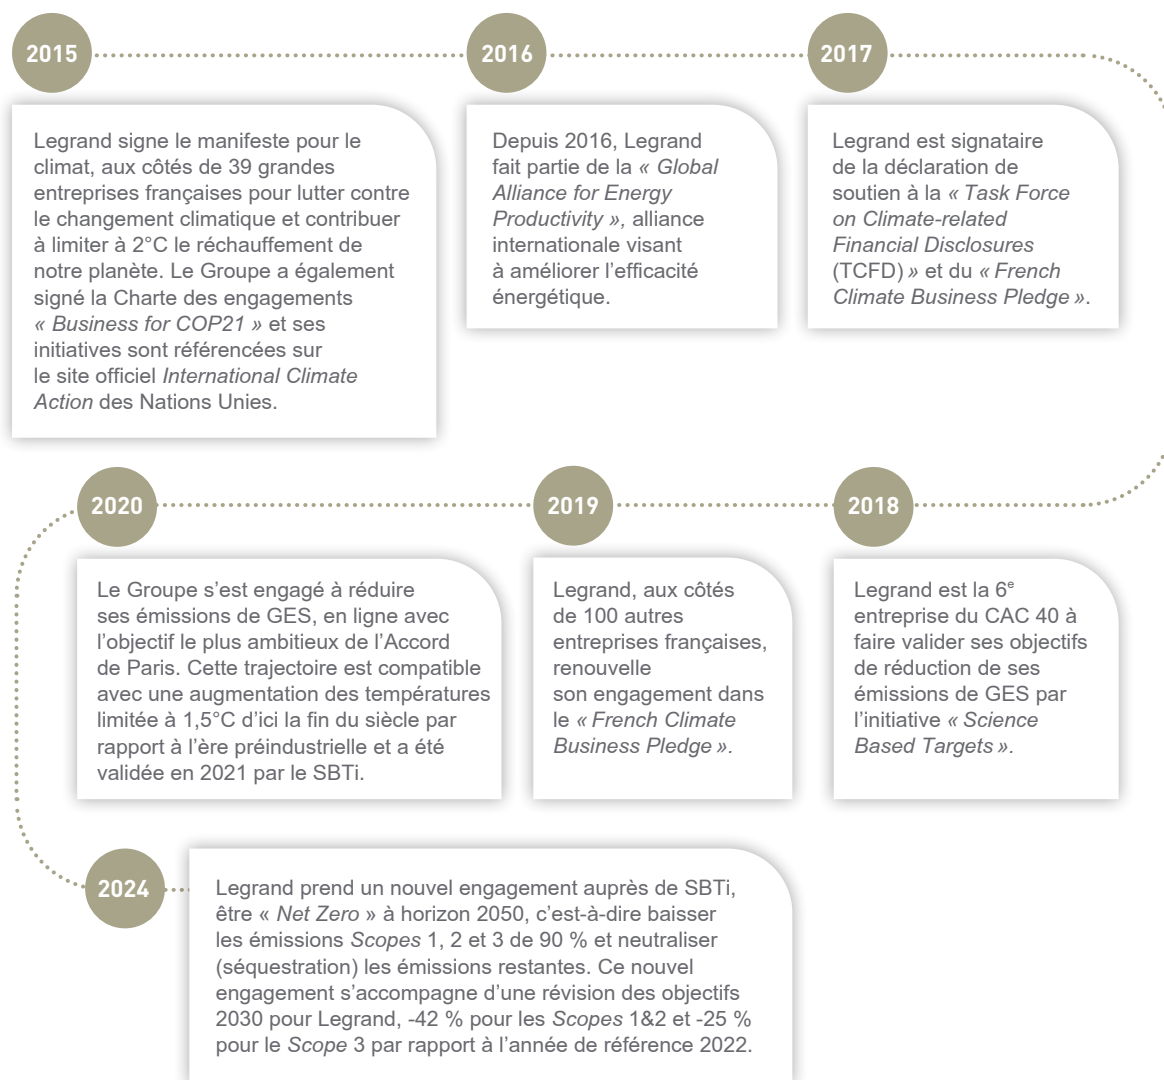 2015
Legrand signe le manifeste pour le
climat, aux côtés de 39 grandes
entreprises françaises pour lutter contre
le changement climatique et contribuer
à limiter à 2°C le réchauffement de
notre planète. Le Groupe a également
signé la Charte des engagements
« Business for COP21 » et ses
initiatives sont référencées sur
le site officiel International Climate
Action des Nations Unies.
2016
Depuis 2016, Legrand
fait partie de la « Global
Alliance for Energy
Productivity », alliance
internationale visant
à améliorer l’efficacité
énergétique.
2017
Legrand est signataire
de la déclaration de
soutien à la « Task Force
on Climate-related
Financial Disclosures
(TCFD) » et du « French
Climate Business Pledge ».
2018
Legrand est la 6e
entreprise du CAC 40 à
faire valider ses objectifs
de réduction de ses
émissions de GES par
l’initiative « Science
Based Targets ».
2019
Legrand, aux côtés
de 100 autres
entreprises françaises,
renouvelle
son engagement dans
le « French Climate
Business Pledge ».
2020
Le Groupe s’est engagé à réduire
ses émissions de GES, en ligne avec
l’objectif le plus ambitieux de l’Accord
de Paris. Cette trajectoire est compatible
avec une augmentation des températures
limitée à 1,5°C d’ici la fin du siècle par
rapport à l’ère préindustrielle et a été
validée en 2021 par le SBTi.
2024
Legrand prend un nouvel engagement auprès de SBTi,
être « Net Zero » à horizon 2050, c’est-à-dire baisser
les émissions Scopes 1, 2 et 3 de 90 % et neutraliser
(séquestration) les émissions restantes. Ce nouvel
engagement s’accompagne d’une révision des objectifs
2030 pour Legrand, -42 % pour les Scopes 1&2 et -25 %
pour le Scope 3 par rapport à l’année de référence 2022.